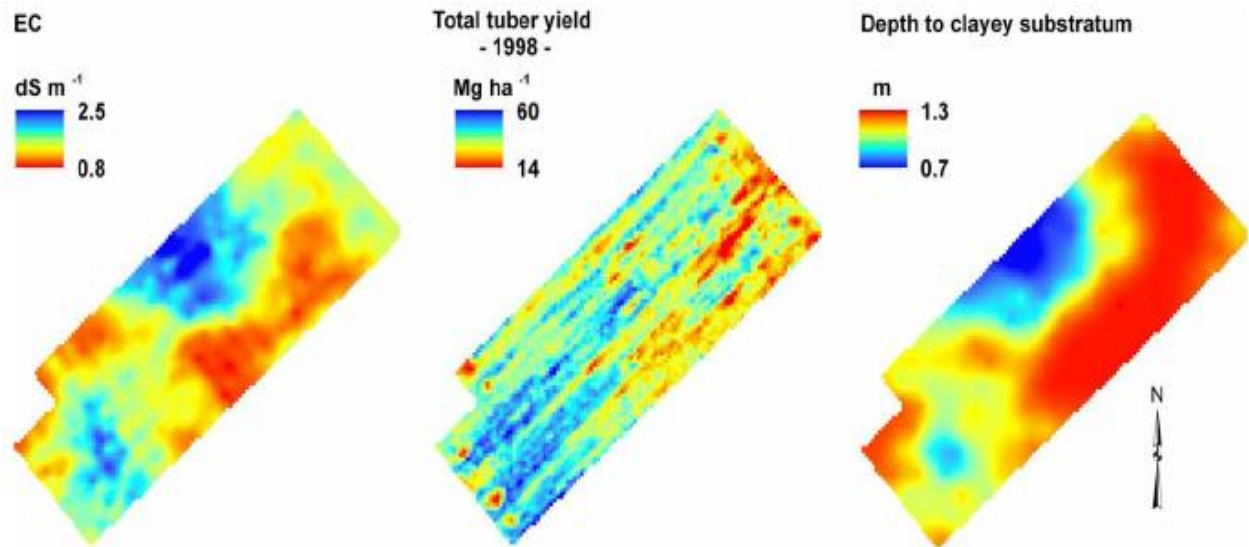 EC
dS m -1
2.5
0.8
Total tuber yield
- 1998 -
Mg ha -1
60
14
Depth to clayey substratum
m
1.3
0.7
N